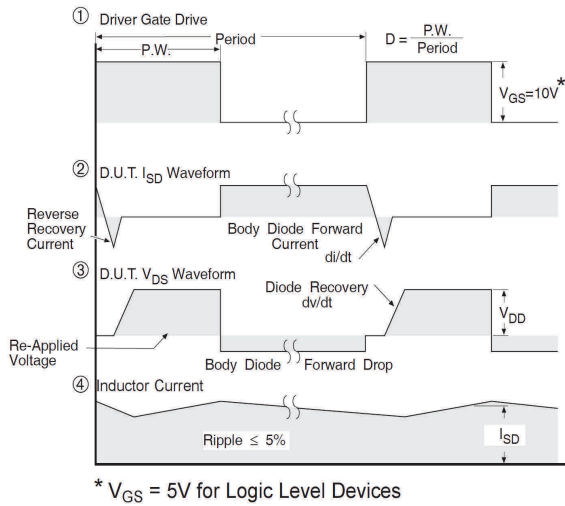 ① Driver Gate Drive
P.W.
Period
D = P.W. / Period
V_GS=10V*
② D.U.T. I_SD Waveform
Reverse
Recovery
Current
Body Diode Forward
Current
di/dt
③ D.U.T. V_DS Waveform
Diode Recovery
dv/dt
V_DD
Re-Applied
Voltage
Body Diode Forward Drop
④ Inductor Current
Ripple ≤ 5%
I_SD
* V_GS = 5V for Logic Level Devices